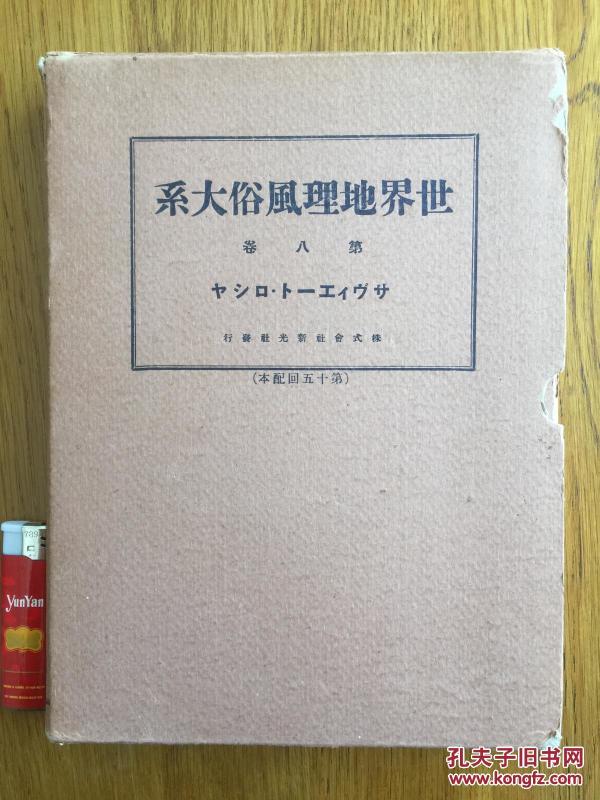 世界地理風俗大系
第八卷
サヴィエート・ロシヤ
株式會社新光社發行
(第十五回配本)
YunYan
孔夫子旧书网
www.kongfz.com